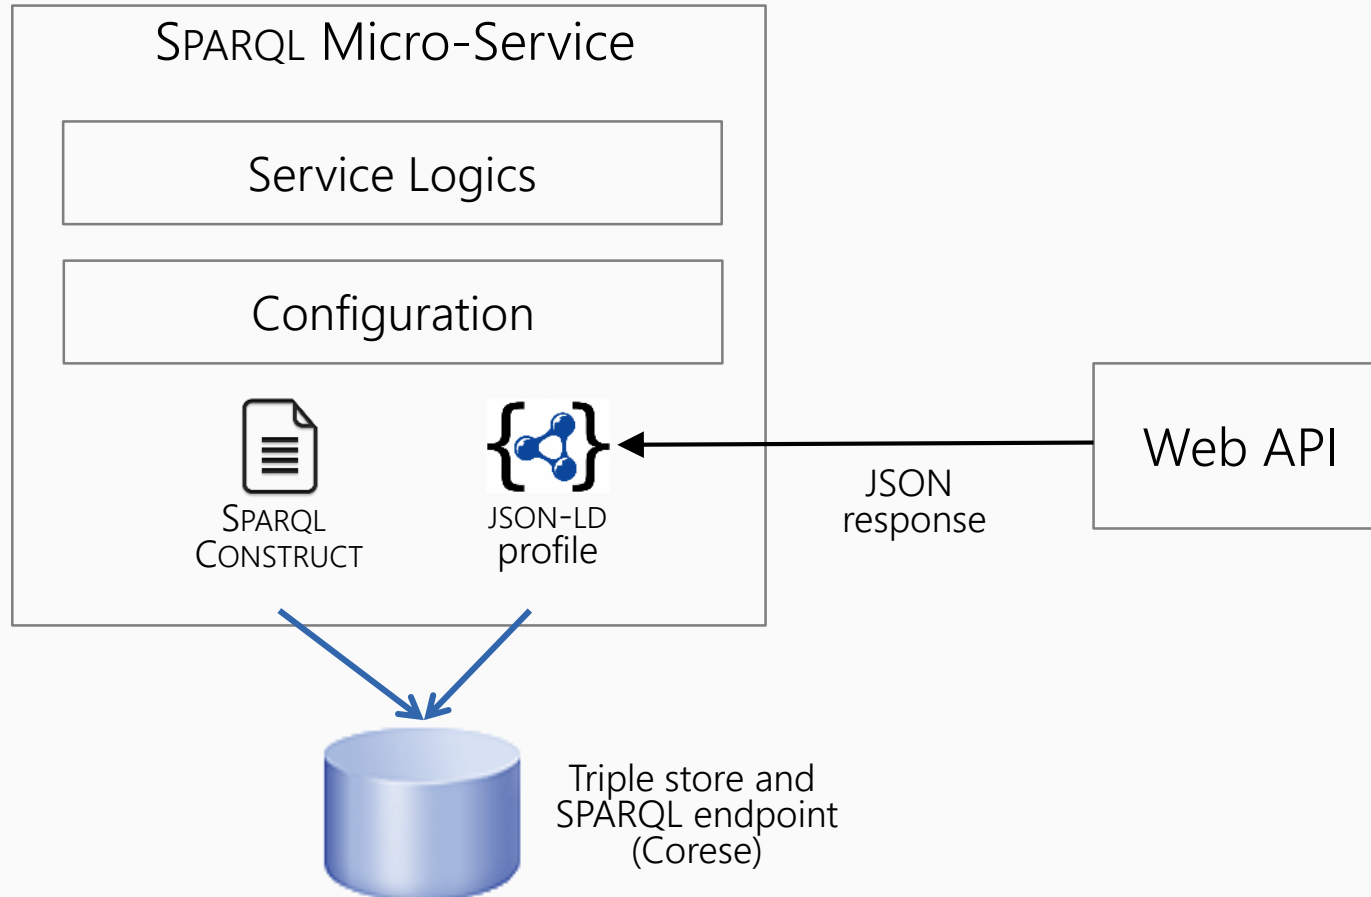 SPARQL Micro-Service
Service Logics
Configuration
SPARQL
CONSTRUCT
JSON-LD
profile
JSON
response
Web API
Triple store and
SPARQL endpoint
(Corese)